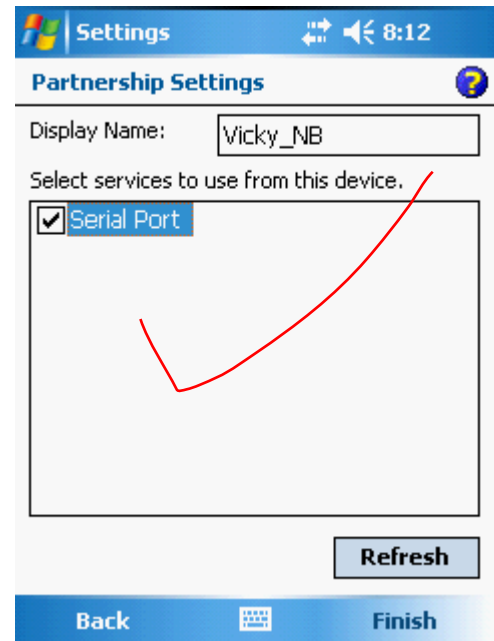 Settings 8:12
Partnership Settings
Display Name: Vicky_NB
Select services to use from this device.
Serial Port
Refresh
Back Finish